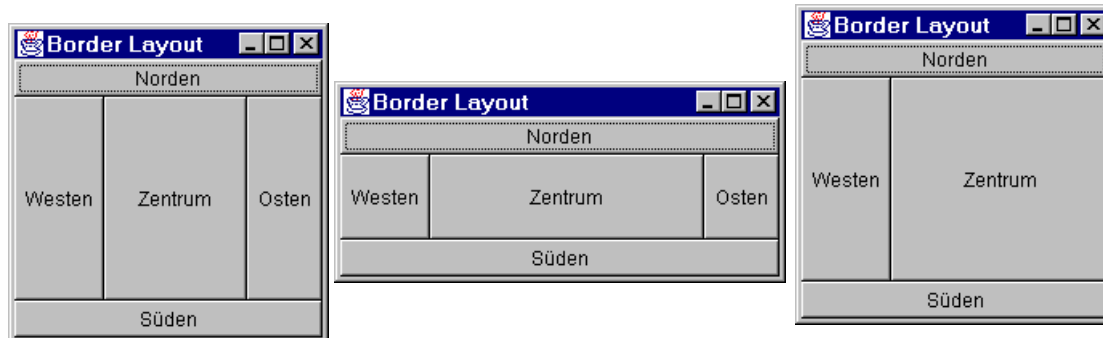 Border Layout
Norden
Westen Zentrum Osten
Süden
Border Layout
Norden
Westen Zentrum Osten
Süden
Border Layout
Norden
Westen Zentrum
Süden